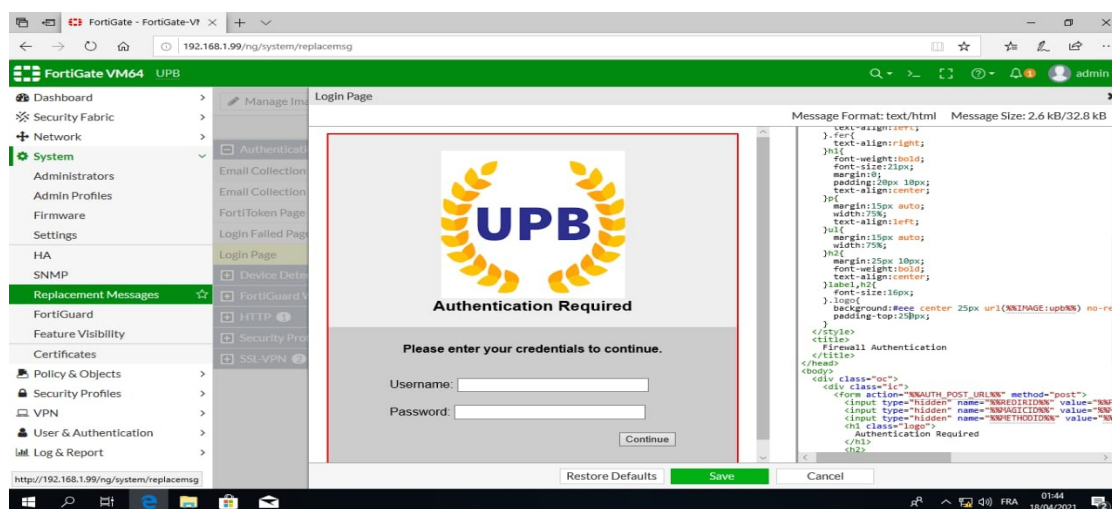 FortiGate - FortiGate-VM
192.168.1.99/ng/system/replacemsg
FortiGate VM64 UPB
admin
Dashboard
Security Fabric
Network
System
Administrators
Admin Profiles
Firmware
Settings
HA
SNMP
Replacement Messages
FortiGuard
Feature Visibility
Certificates
Policy & Objects
Security Profiles
VPN
User & Authentication
Log & Report
http://192.168.1.99/ng/system/replacemsg
Manage Ima
Authenticati
Email Collection
Email Collection
FortiToken Page
Login Failed Page
Login Page
Device Dete
FortiGuard W
HTTP 1
Security Pro
SSL-VPN 2
Login Page
Message Format: text/html Message Size: 2.6 kB/32.8 kB
UPB
Authentication Required
Please enter your credentials to continue.
Username:
Password:
Continue
text-align:left;
}.fer{
text-align:right;
}h1{
font-weight:bold;
font-size:21px;
margin:0;
padding:20px 10px;
text-align:center;
}p{
margin:15px auto;
width:75%;
text-align:left;
}ul{
margin:15px auto;
width:75%;
}h2{
margin:25px 10px;
font-weight:bold;
text-align:center;
}label,h2{
font-size:16px;
}.logo{
background:#eee center 25px url(%%IMAGE:upb%%) no-re
padding-top:250px;
}
</style>
<title>
Firewall Authentication
</title>
</head>
<body>
<div class="oc">
<div class="ic">
<form action="%%AUTH_POST_URL%%" method="post">
<input type="hidden" name="%%REDIRID%%" value="%%
<input type="hidden" name="%%MAGICID%%" value="%%
<input type="hidden" name="%%METHODID%%" value="%%
<h1 class="logo">
Authentication Required
</h1>
<h2>
Restore Defaults Save Cancel
FRA
01:44
18/04/2021